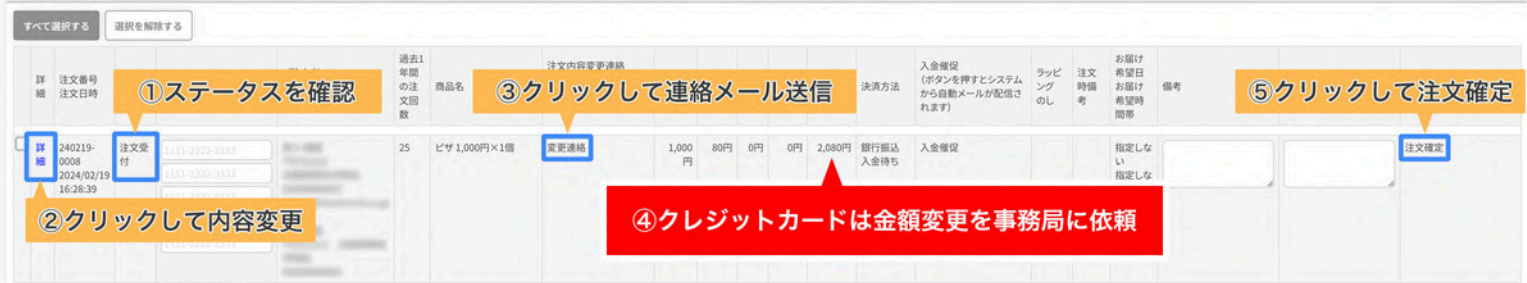 すべて選択する
選択を解除する
詳
細
注文番号
注文日時
①ステータスを確認
過去1
年間
の注
文回
数
商品名
注文内容変更連絡
③クリックして連絡メール送信
決済方法
入金催促
(ボタンを押すとシステム
から自動メールが配信さ
れます)
ラッピ
ング
のし
注文
時備
考
お届け
希望日
お届け
希望時
間帯
備考
⑤クリックして注文確定
詳
細
240219-
0008
2024/02/19
16:28:39
注文受
付
1111-2222-3333
1111-2222-3333
1111-2222-3333
25
ピザ 1,000円×1個
変更連絡
1,000
円
80円
0円
0円
2,080円
銀行振込
入金待ち
入金催促
指定しな
い
指定しな
注文確定
②クリックして内容変更
④クレジットカードは金額変更を事務局に依頼